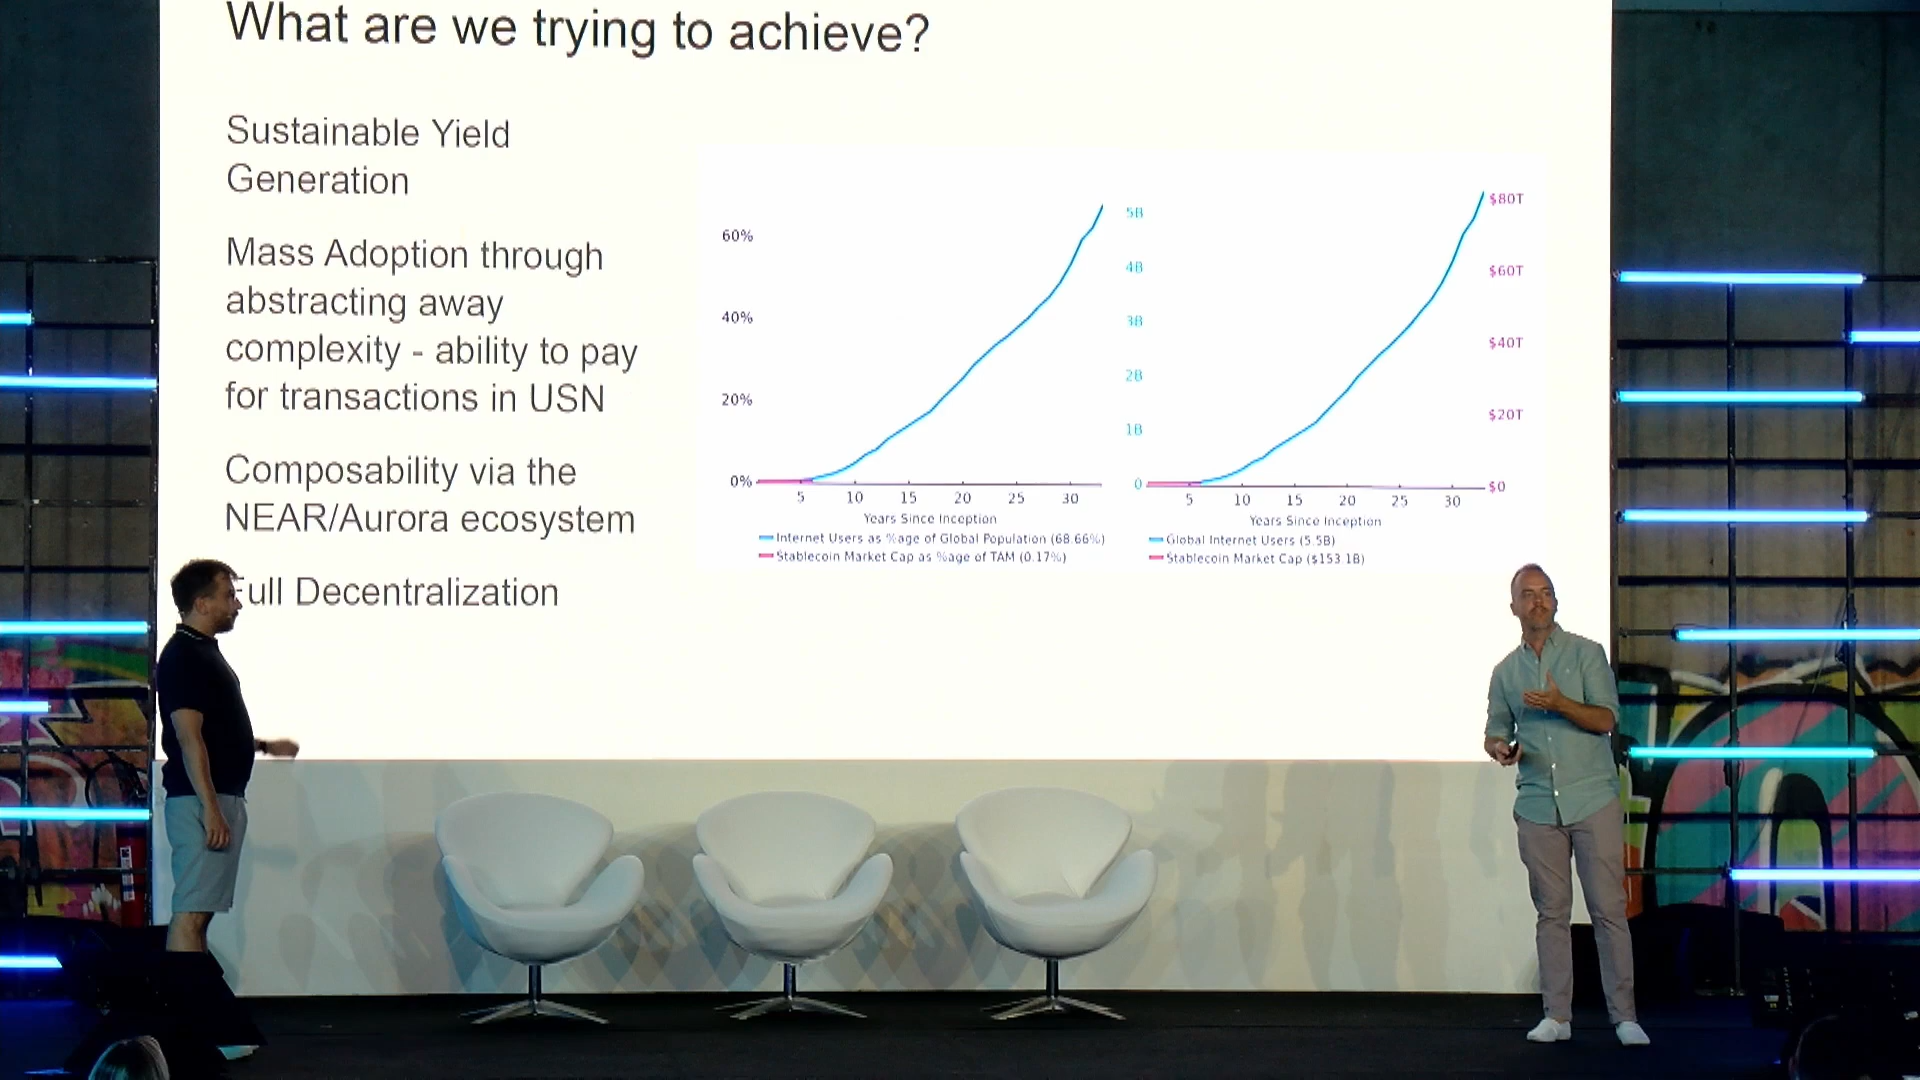 What are we trying to achieve?
Sustainable Yield
Generation
Mass Adoption through
abstracting away
complexity - ability to pay
for transactions in USN
Composability via the
NEAR/Aurora ecosystem
Full Decentralization
60%
40%
20%
0%
5 10 15 20 25 30
Years Since Inception
Internet Users as %age of Global Population (68.66%)
Stablecoin Market Cap as %age of TAM (0.17%)
5B
4B
3B
2B
1B
0
$80T
$60T
$40T
$20T
$0
5 10 15 20 25 30
Years Since Inception
Global Internet Users (5.5B)
Stablecoin Market Cap ($153.1B)